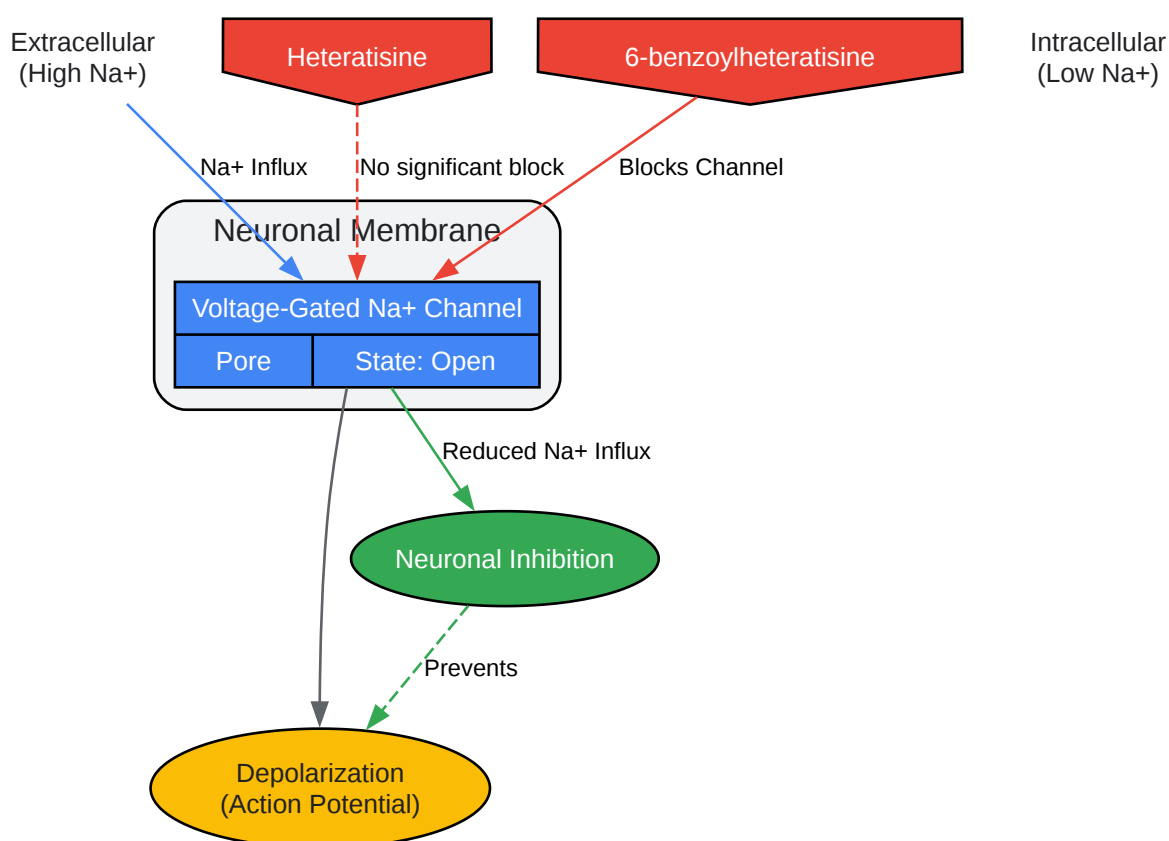 Extracellular
(High Na+)
Heteratisine
6-benzoylheteratisine
Intracellular
(Low Na+)
Na+ Influx
No significant block
Blocks Channel
Neuronal Membrane
Voltage-Gated Na+ Channel
Pore
State: Open
Reduced Na+ Influx
Neuronal Inhibition
Prevents
Depolarization
(Action Potential)